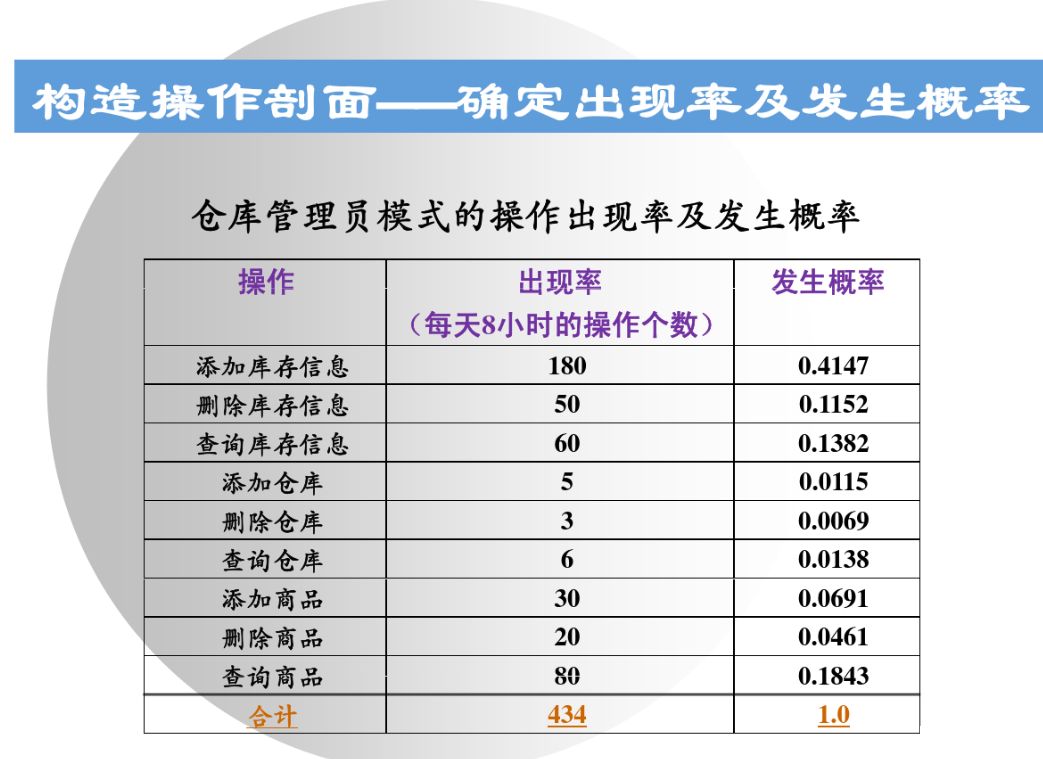 构造操作剖面——确定出现率及发生概率
仓库管理员模式的操作出现率及发生概率
操作 出现率 发生概率
（每天8小时的操作个数）
添加库存信息 180 0.4147
删除库存信息 50 0.1152
查询库存信息 60 0.1382
添加仓库 5 0.0115
删除仓库 3 0.0069
查询仓库 6 0.0138
添加商品 30 0.0691
删除商品 20 0.0461
查询商品 80 0.1843
合计 434 1.0